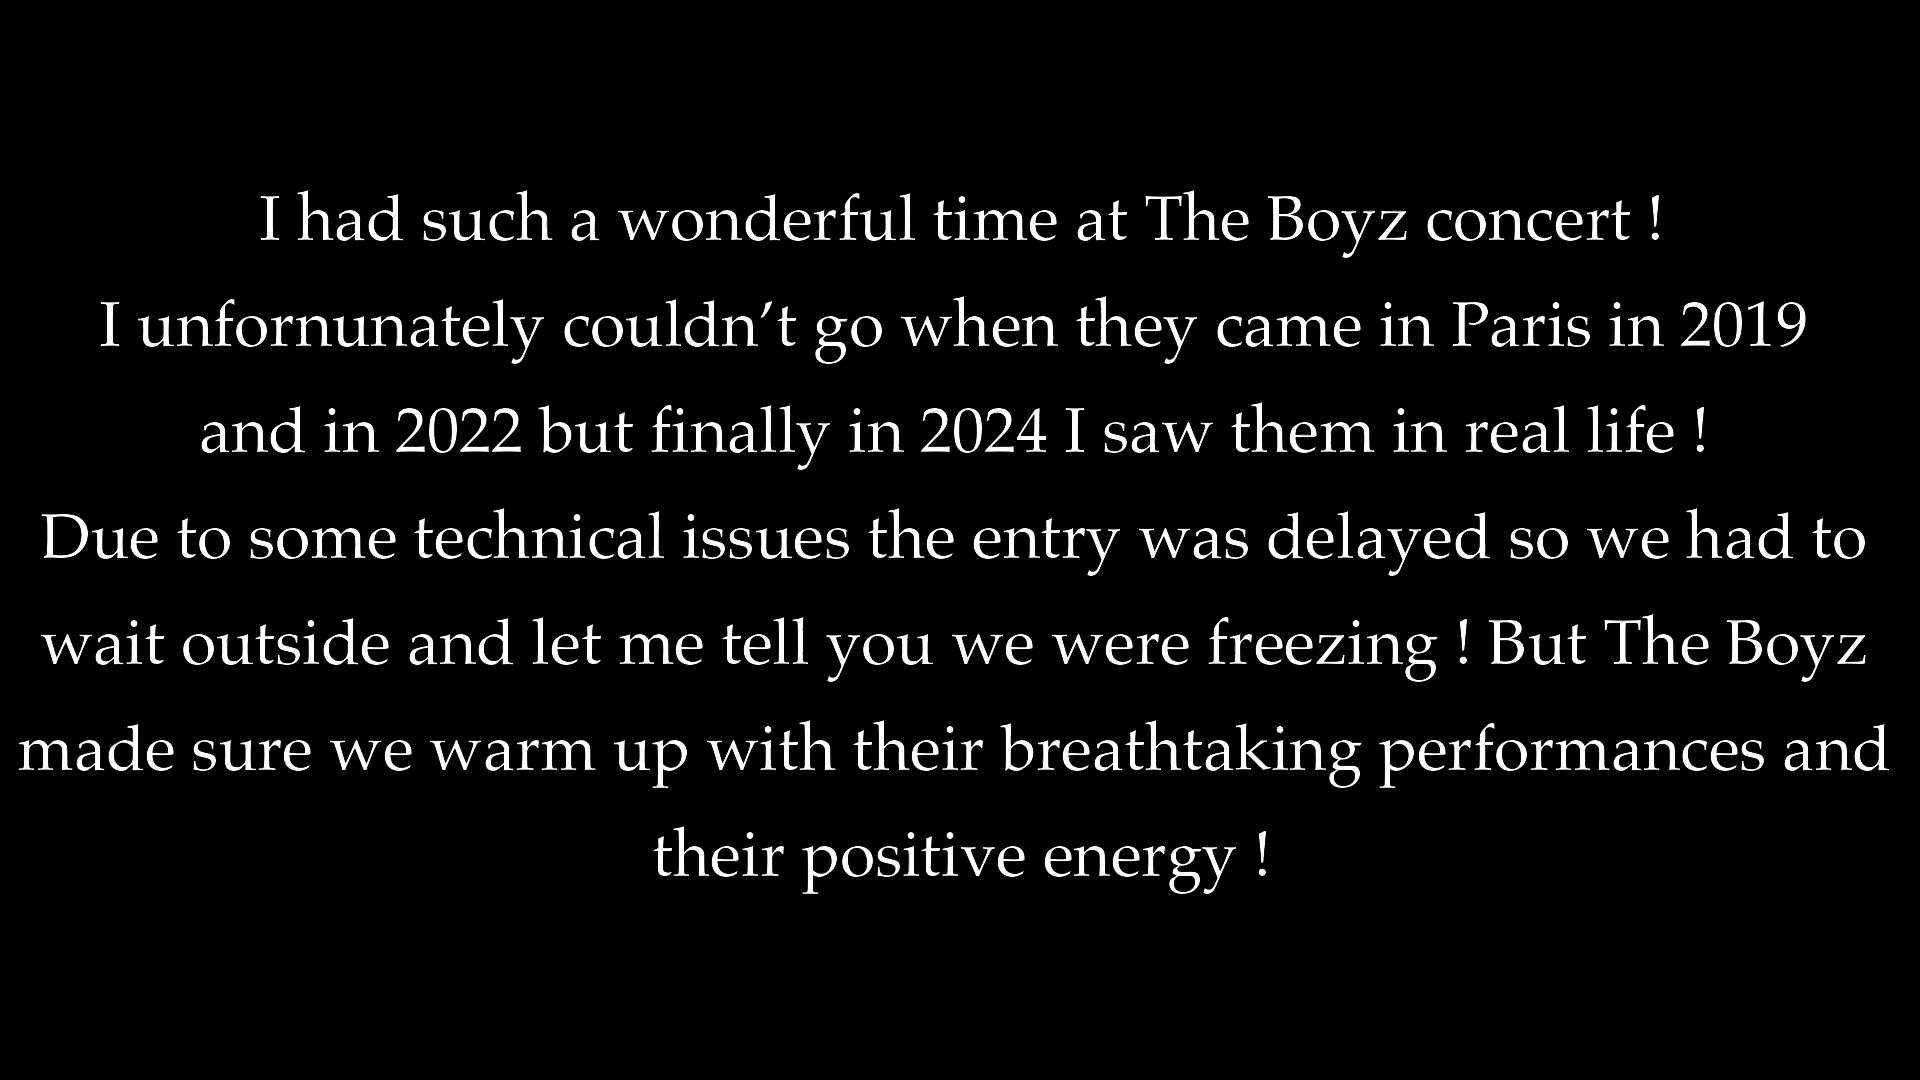 I had such a wonderful time at The Boyz concert !
I unfornunately couldn’t go when they came in Paris in 2019
and in 2022 but finally in 2024 I saw them in real life !
Due to some technical issues the entry was delayed so we had to
wait outside and let me tell you we were freezing ! But The Boyz
made sure we warm up with their breathtaking performances and
their positive energy !